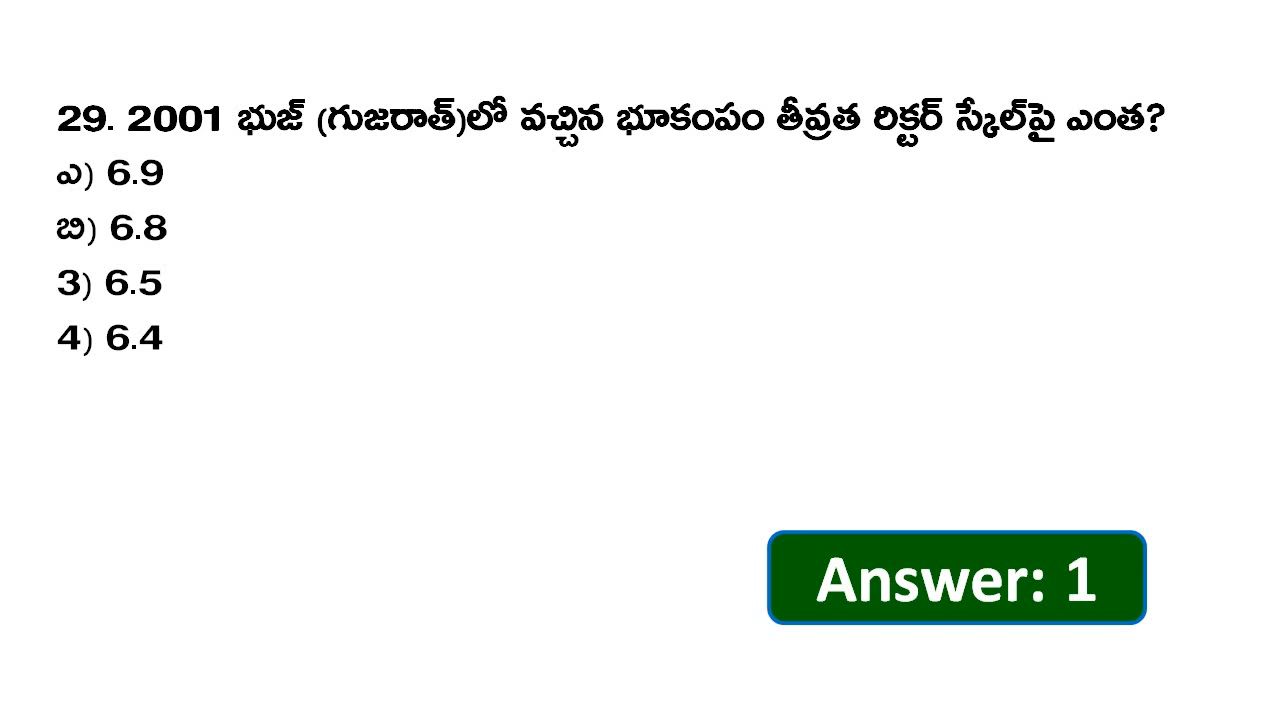 29. 2001 భుజ్ (గుజరాత్)లో వచ్చిన భూకంపం తీవ్రత రిక్టర్ స్కేల్‌పై ఎంత?
ఎ) 6.9
బి) 6.8
3) 6.5
4) 6.4
Answer: 1